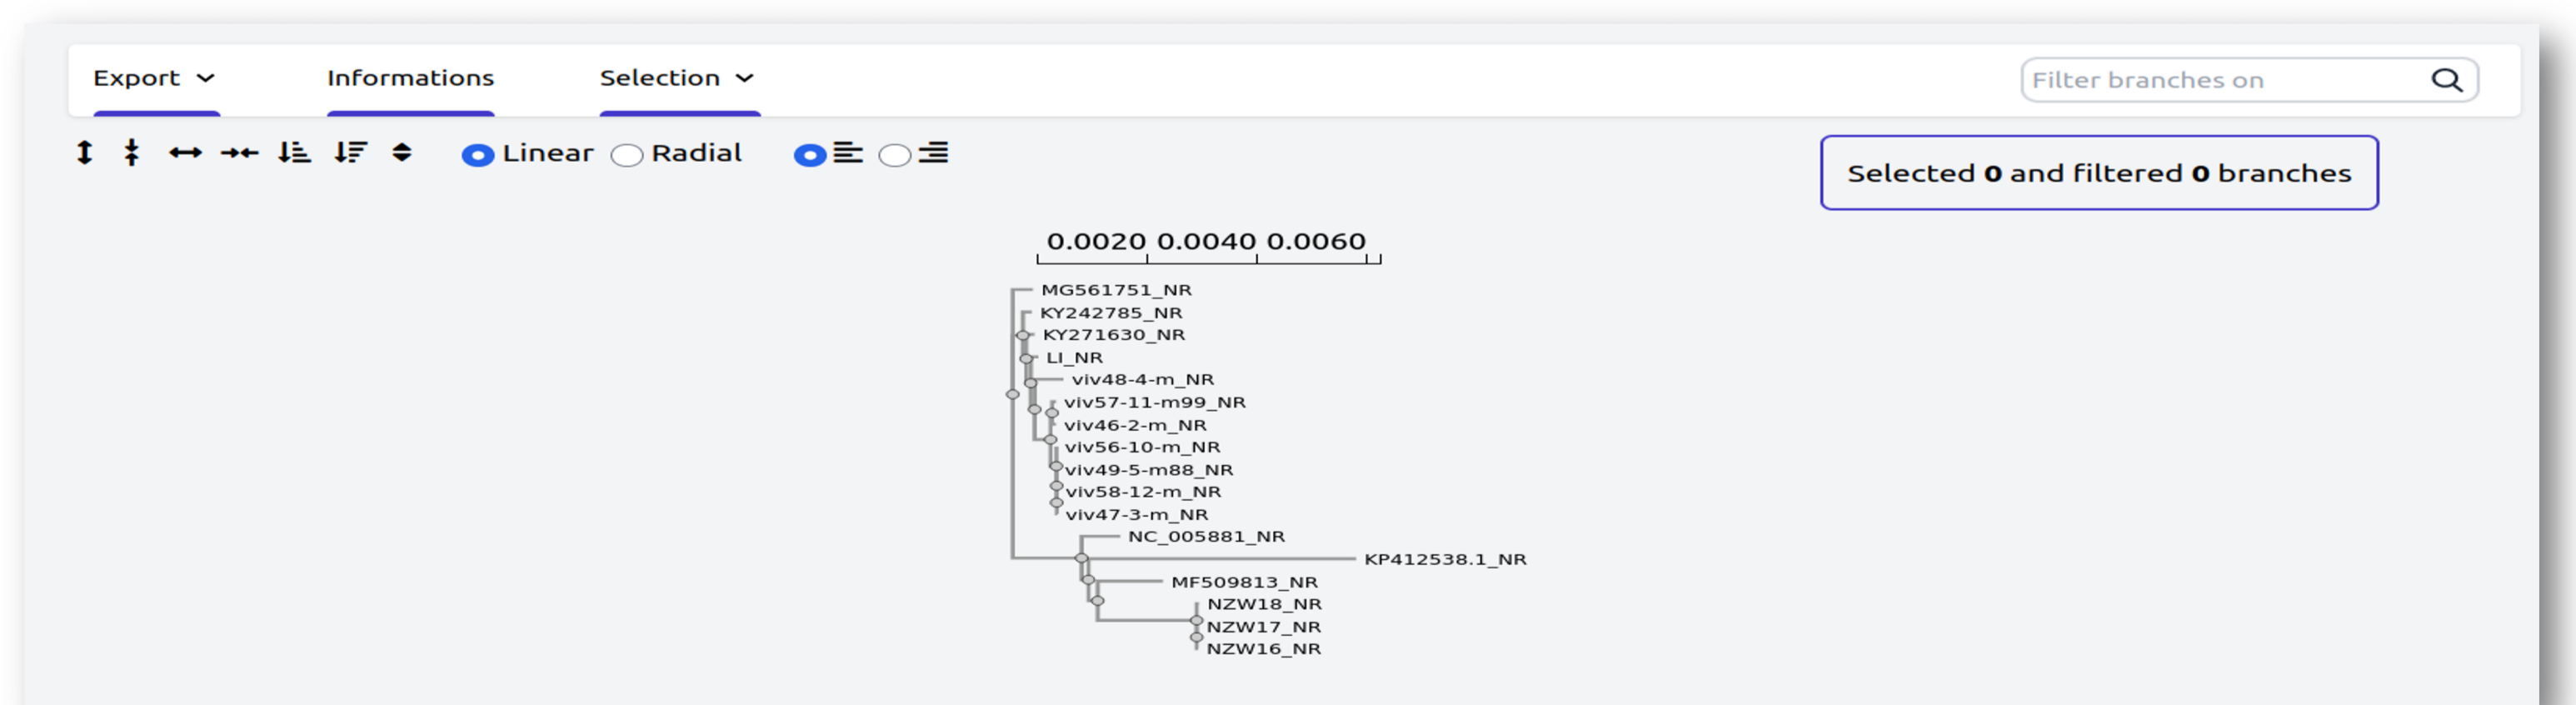 Export Informations Selection Filter branches on
Linear Radial
Selected 0 and filtered 0 branches
0.0020 0.0040 0.0060
MG561751_NR
KY242785_NR
KY271630_NR
LI_NR
viv48-4-m_NR
viv57-11-m99_NR
viv46-2-m_NR
viv56-10-m_NR
viv49-5-m88_NR
viv58-12-m_NR
viv47-3-m_NR
NC_005881_NR
KP412538.1_NR
MF509813_NR
NZW18_NR
NZW17_NR
NZW16_NR